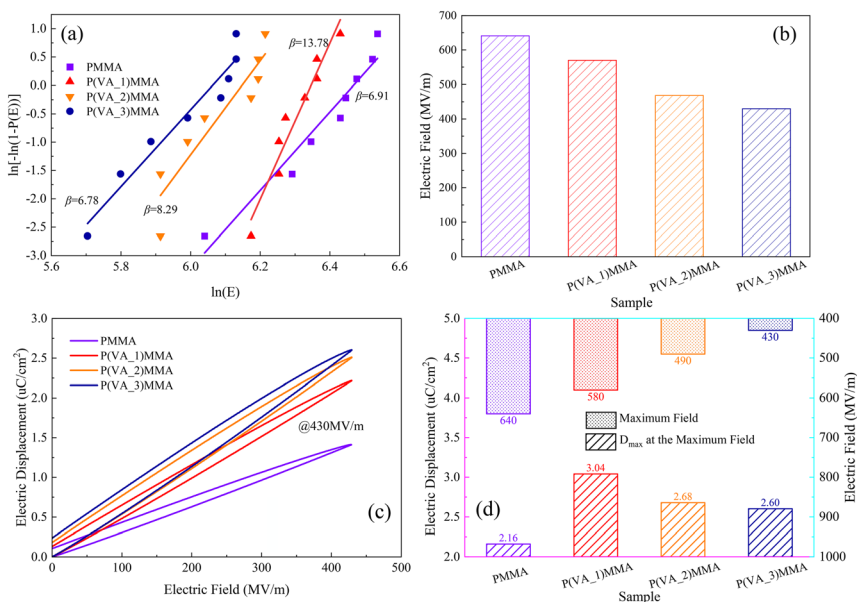 (a)
PMMA
P(VA_1)MMA
P(VA_2)MMA
P(VA_3)MMA
β=13.78
β=6.91
β=6.78
β=8.29
ln[-ln(1-P(E))]
1.0
0.5
0.0
-0.5
-1.0
-1.5
-2.0
-2.5
-3.0
5.6
5.8
6.0
6.2
6.4
6.6
ln(E)
(b)
Electric Field (MV/m)
700
600
500
400
300
200
100
0
PMMA
P(VA_1)MMA
P(VA_2)MMA
P(VA_3)MMA
Sample
(c)
PMMA
P(VA_1)MMA
P(VA_2)MMA
P(VA_3)MMA
@430MV/m
Electric Displacement (uC/cm²)
3.0
2.5
2.0
1.5
1.0
0.5
0.0
0
100
200
300
400
500
Electric Field (MV/m)
(d)
Electric Displacement (uC/cm²)
5.0
4.5
4.0
3.5
3.0
2.5
2.0
640
580
490
430
Maximum Field
Dmax at the Maximum Field
2.16
3.04
2.68
2.60
400
500
600
700
800
900
1000
Electric Field (MV/m)
PMMA
P(VA_1)MMA
P(VA_2)MMA
P(VA_3)MMA
Sample